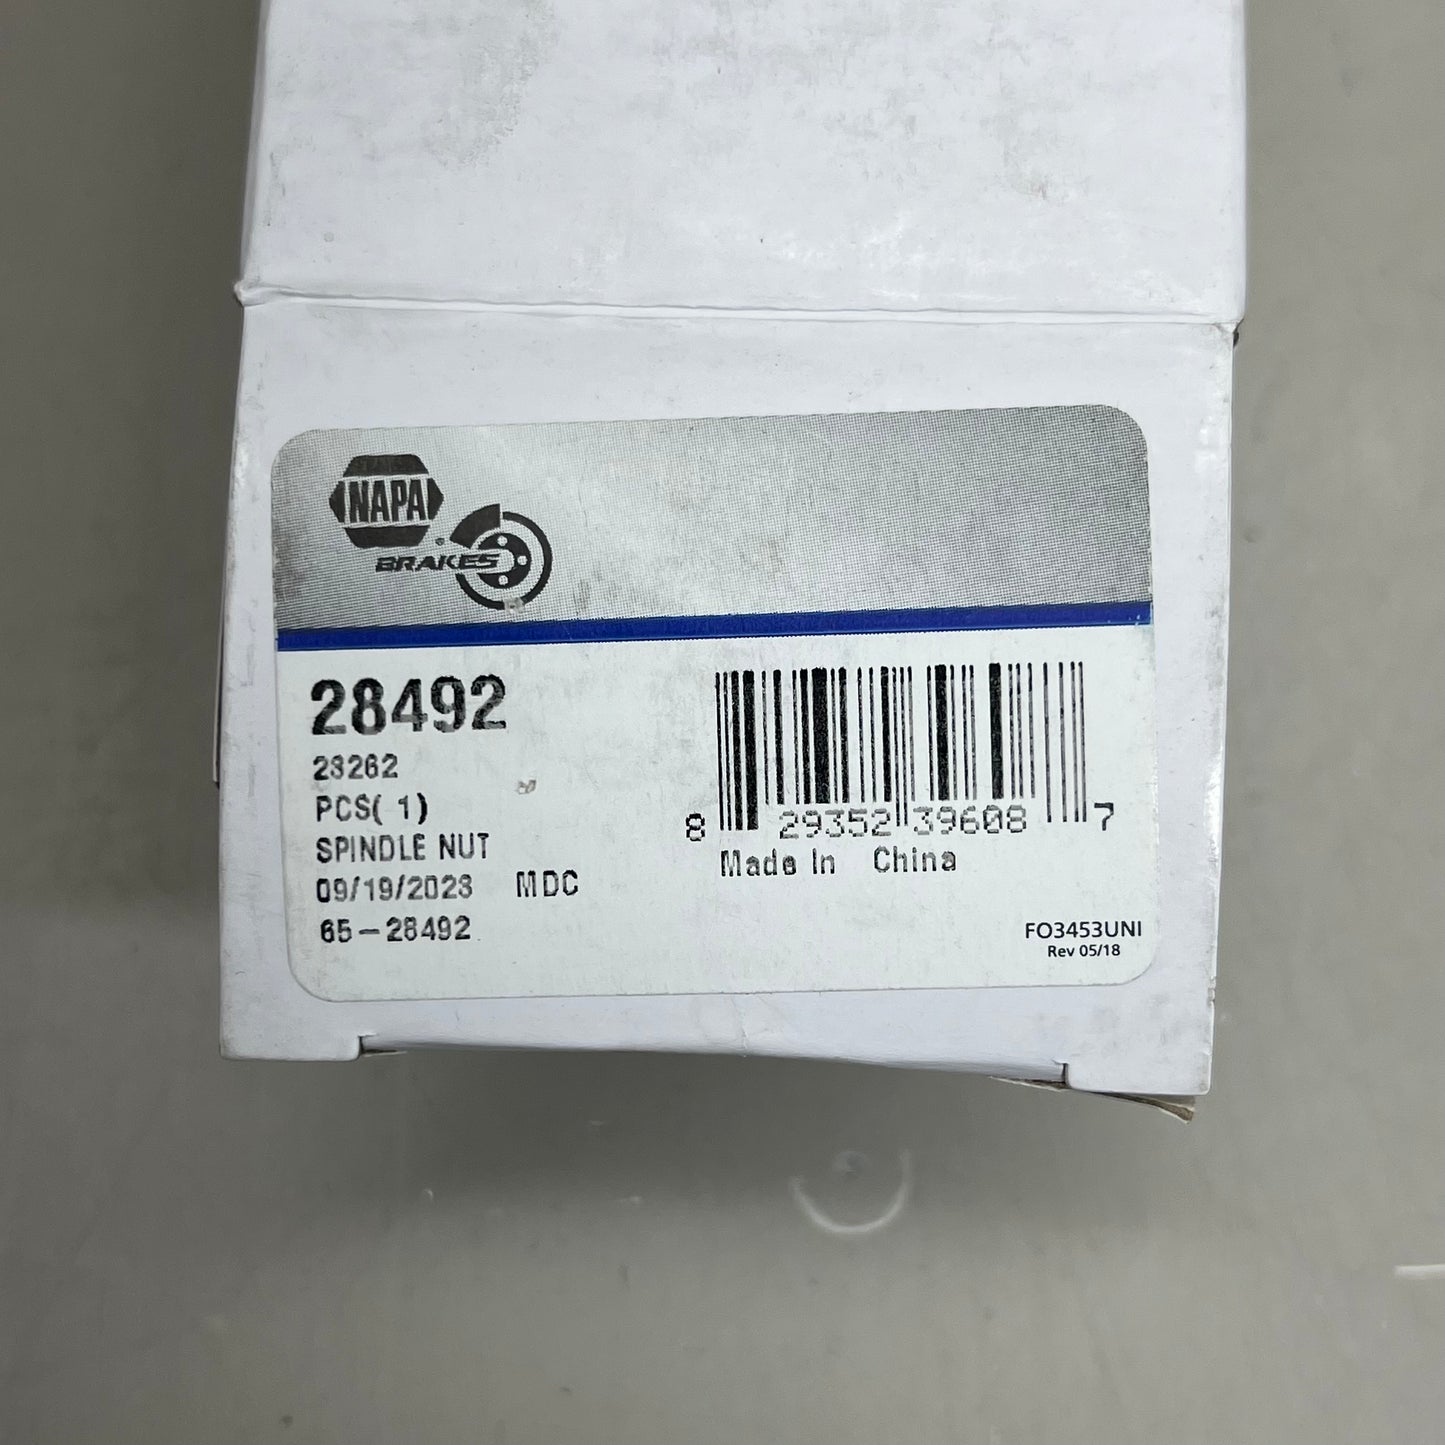 NAPA
BRAKES
28492
28262
PCS( 1)
SPINDLE NUT
09/19/2023 MDC
65-28492
8 29352 39608 7
Made In China
FO3453UNI
Rev 05/18